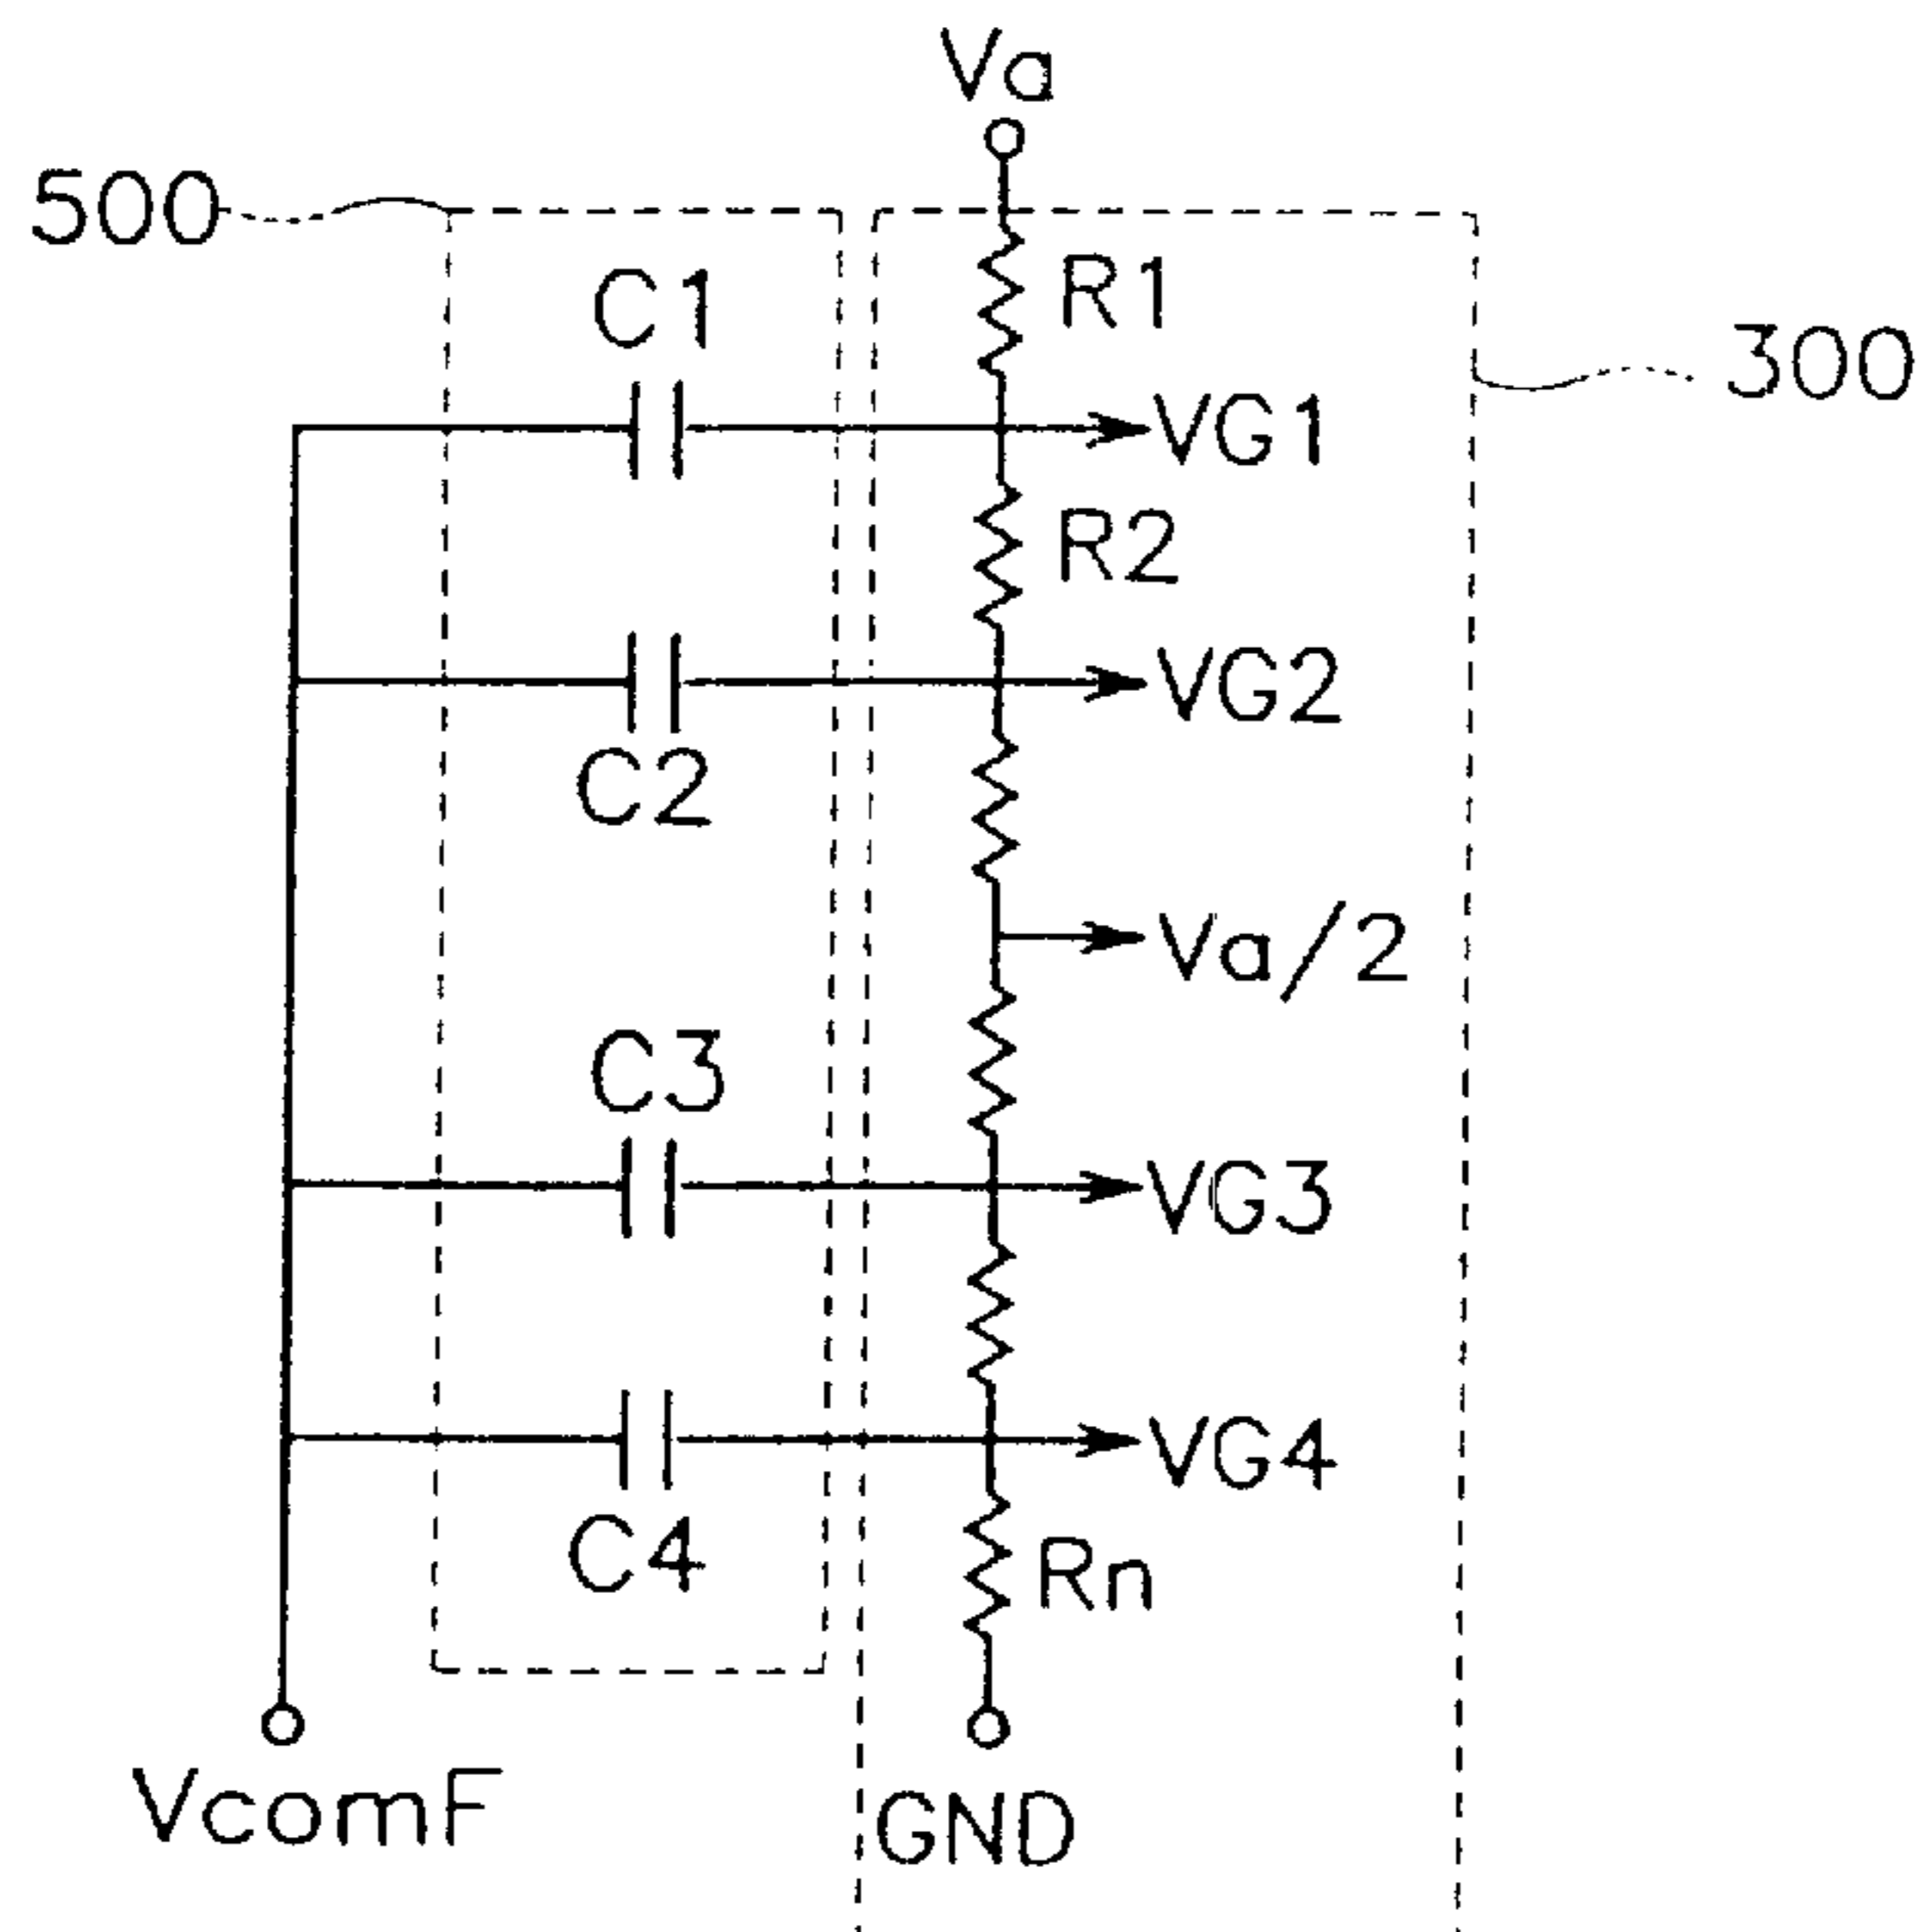 Va
500
C1
R1
300
VG1
R2
VG2
C2
Va/2
C3
VG3
VG4
C4
Rn
VcomF
GND